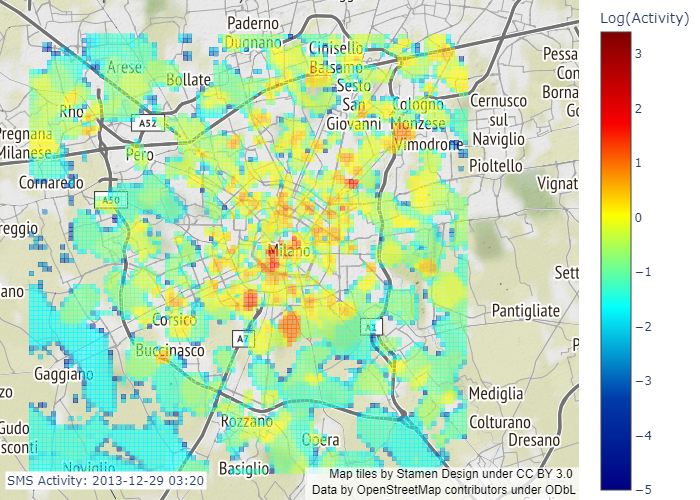 Paderno
Dugnano
Cinisello
Balsamo
Arese
Bollate
Sesto
San
Giovanni
Cologno
Monzese
Cernusco
sul
Naviglio
Pessa
Con
Borna
Go
Rho
A52
Pregnana
Milanese
Pero
Vimodrone
Pioltello
Cornaredo
A50
Vignat
reggio
Milano
Sett
ano
Pantigliate
Corsico
A7
A1
Buccinasco
P
Gaggiano
zo
Mediglia
Rozzano
Colturano
Gudo
sconti
Opera
Dresano
Noviglio
Basiglio
SMS Activity: 2013-12-29 03:20
Map tiles by Stamen Design under CC BY 3.0
Data by OpenStreetMap contributors under ODbL
Log(Activity)
3
2
1
0
−1
−2
−3
−4
−5